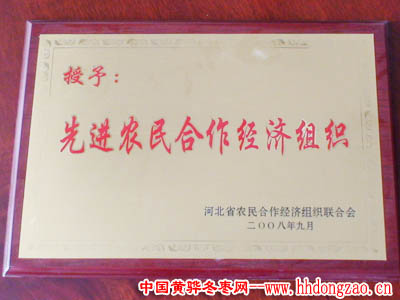 授予：
先进农民合作经济组织
河北省农民合作经济组织联合会
二〇〇八年九月
中国黄骅冬枣网---www.hhdongzao.com